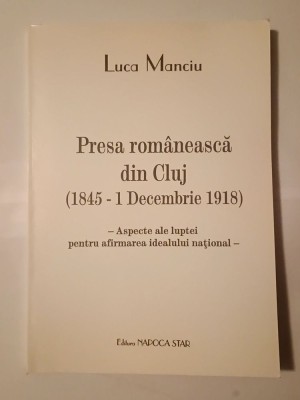 Luca Manciu
Presa românească
din Cluj
(1845 - 1 Decembrie 1918)
– Aspecte ale luptei
pentru afirmarea idealului naţional –
Editura NAPOCA STAR